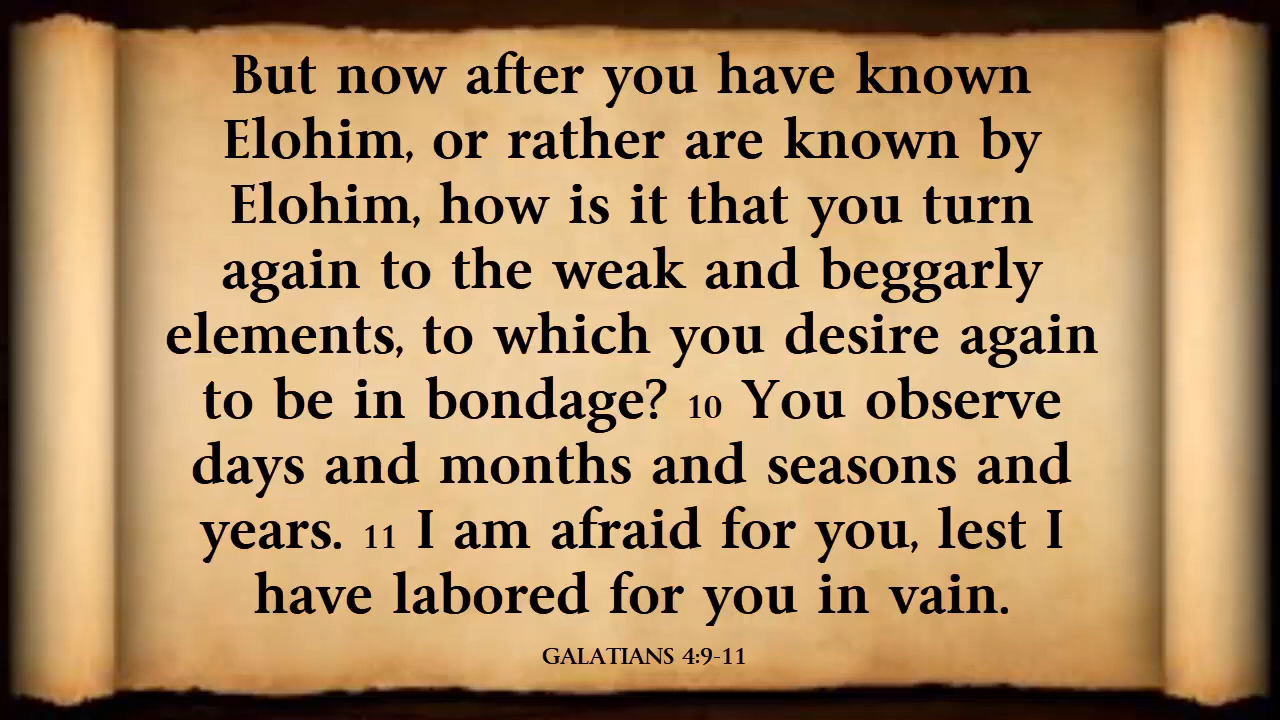 But now after you have known
Elohim, or rather are known by
Elohim, how is it that you turn
again to the weak and beggarly
elements, to which you desire again
to be in bondage? 10 You observe
days and months and seasons and
years. 11 I am afraid for you, lest I
have labored for you in vain.
GALATIANS 4:9-11